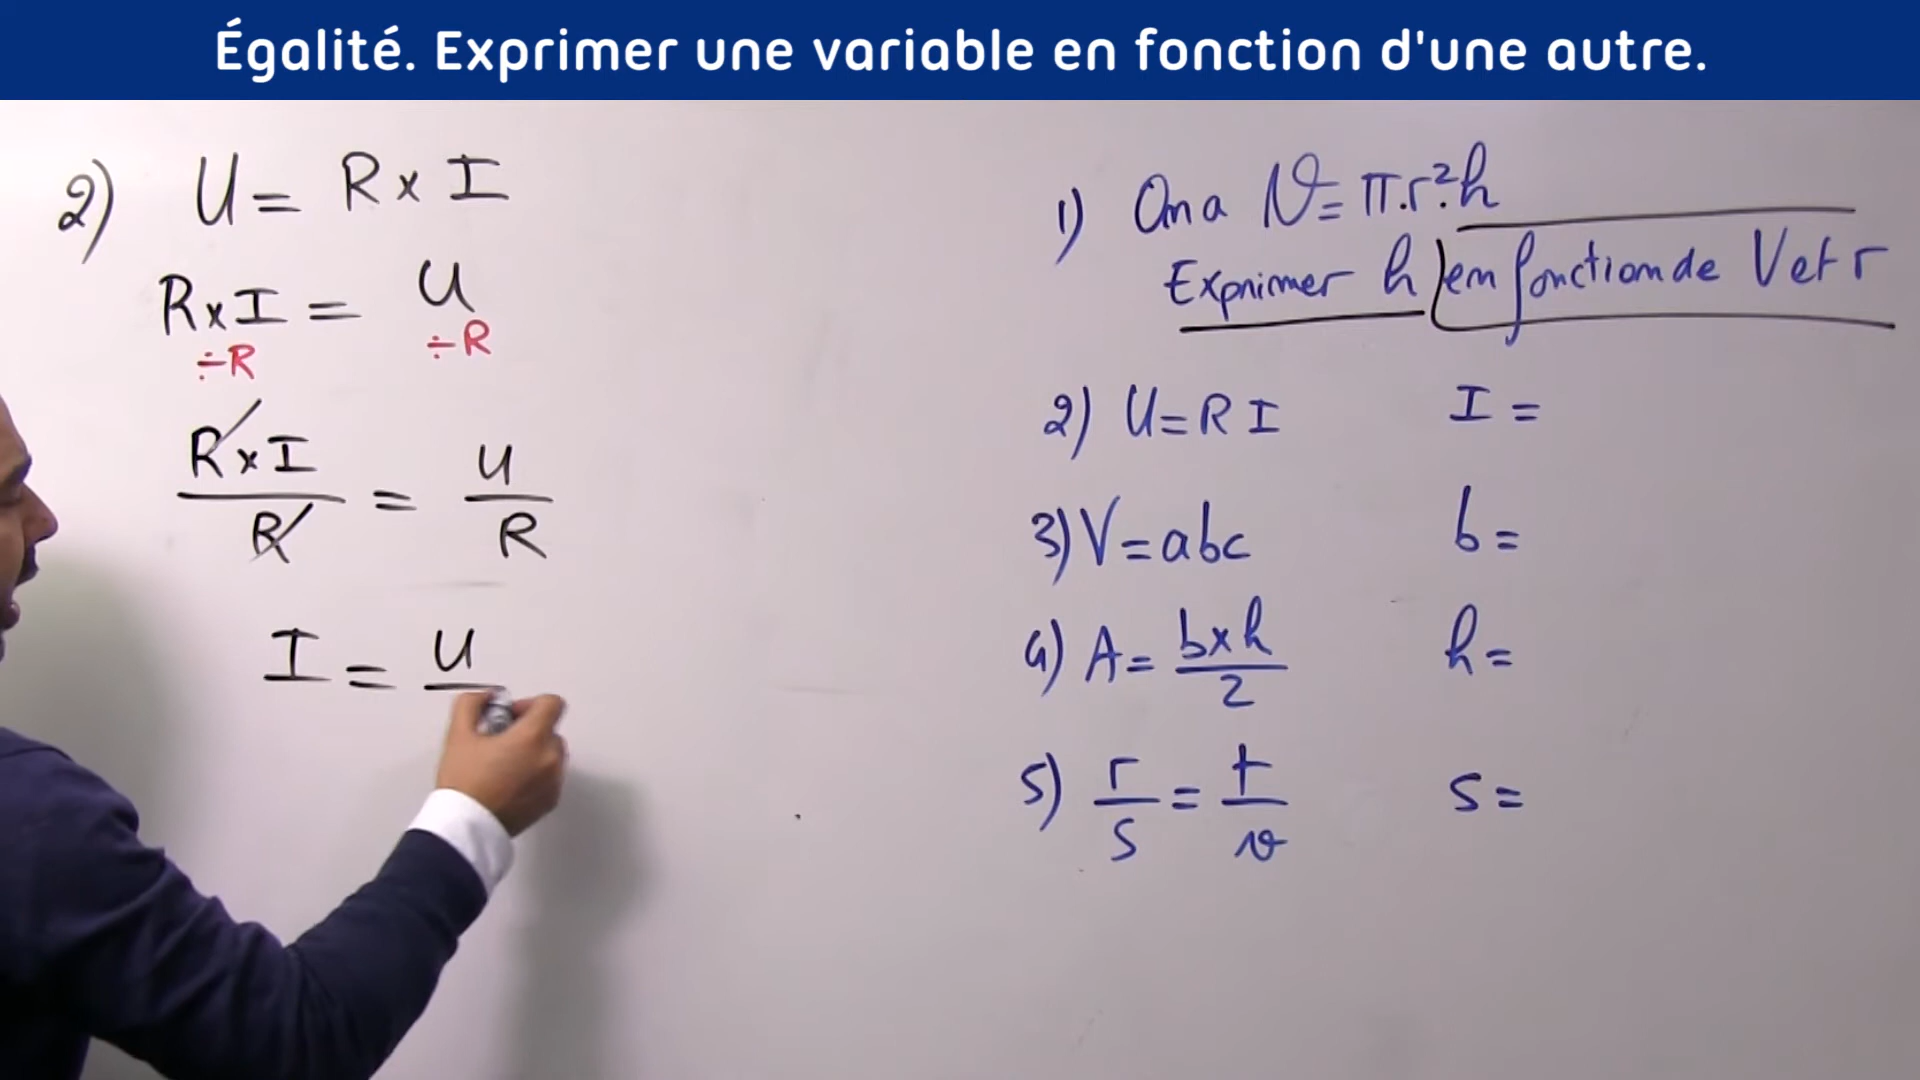 Égalité. Exprimer une variable en fonction d'une autre.
2) U = R × I
R × I = U
÷R ÷R
R × I / R = U / R
I = U
1) On a V = π.r².h
Exprimer h en fonction de V et r
2) U = R I I =
3) V = abc b =
4) A = b × h / 2 h =
5) r / s = t / v s =